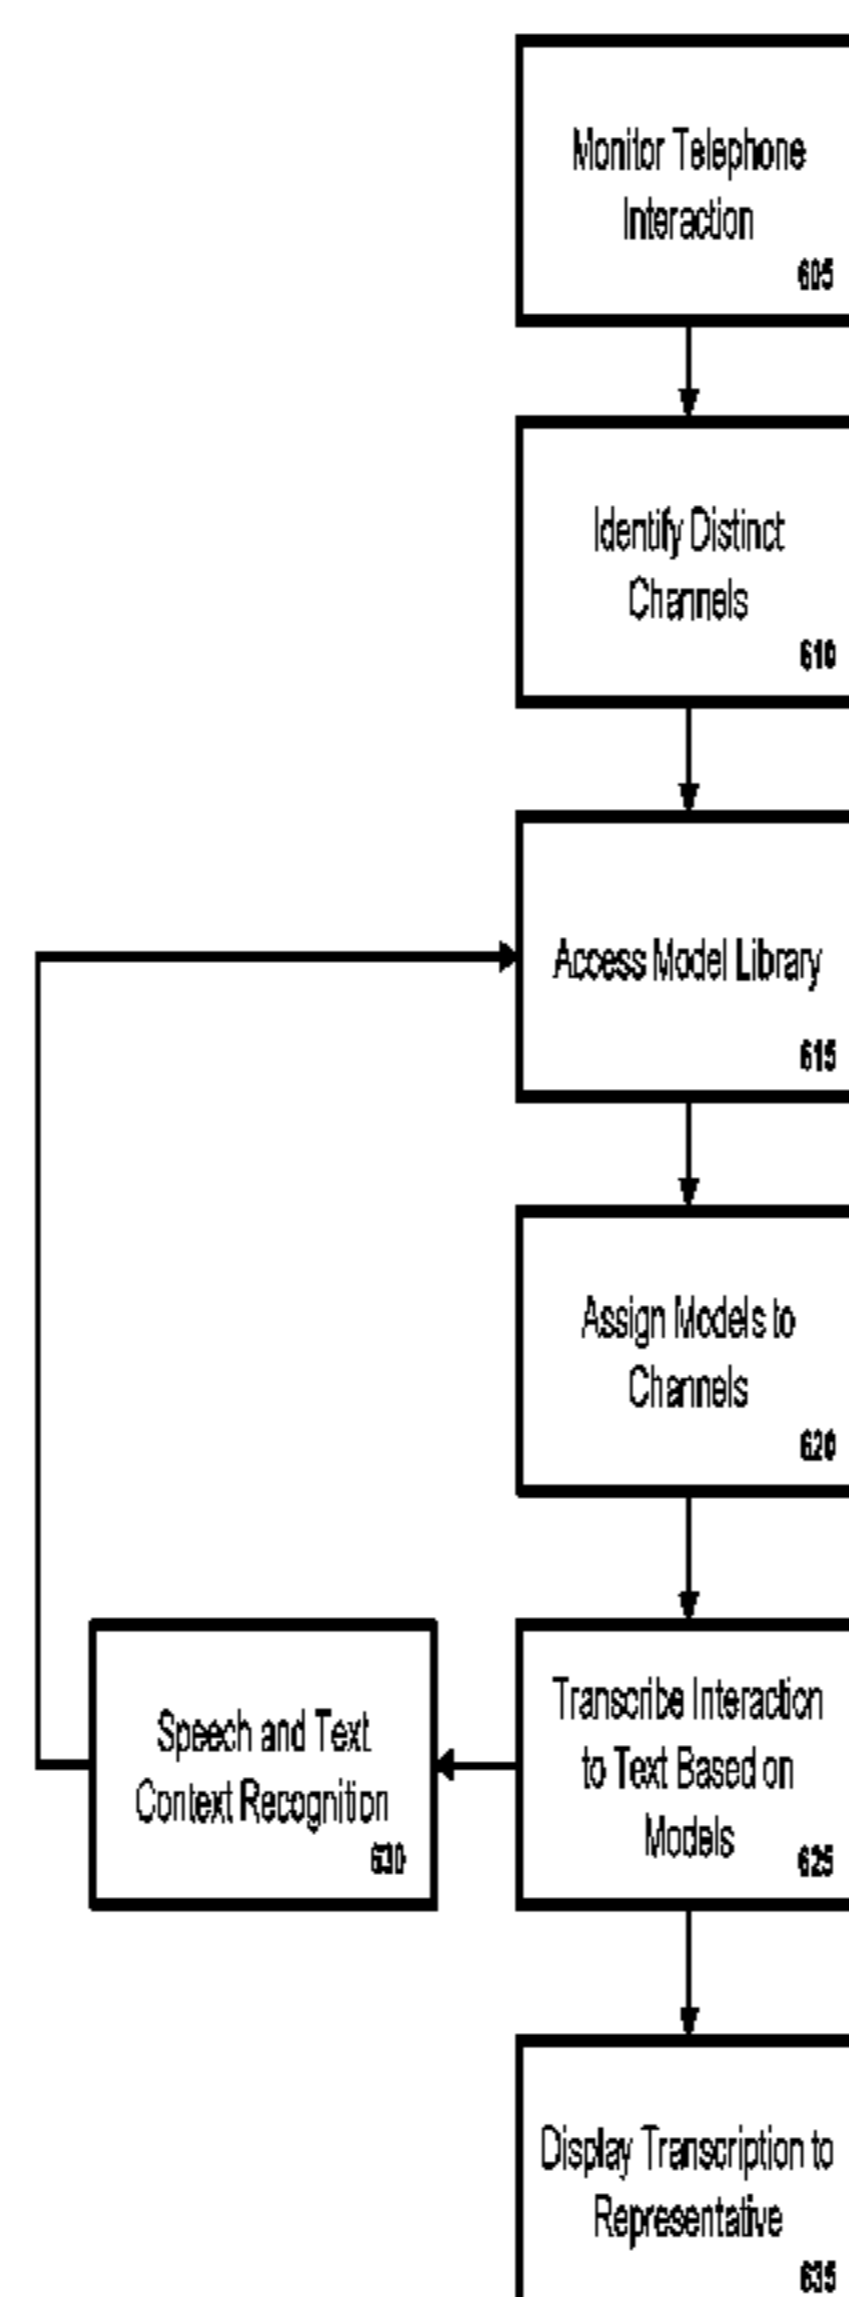 Monitor Telephone
Interaction
605
Identify Distinct
Channels
610
Access Model Library
615
Assign Models to
Channels
620
Transcribe Interaction
to Text Based on
Models
625
Speech and Text
Context Recognition
630
Display Transcription to
Representative
635